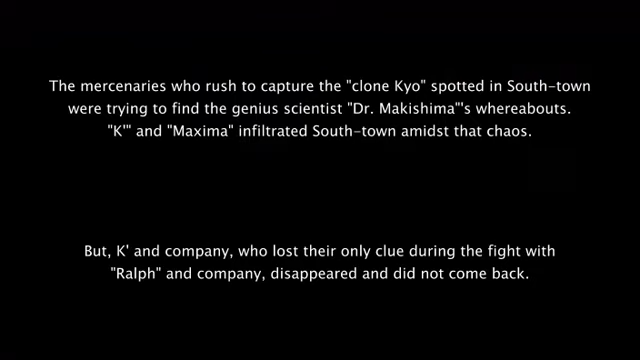 The mercenaries who rush to capture the "clone Kyo" spotted in South-town
were trying to find the genius scientist "Dr. Makishima"'s whereabouts.
"K'" and "Maxima" infiltrated South-town amidst that chaos.
But, K' and company, who lost their only clue during the fight with
"Ralph" and company, disappeared and did not come back.